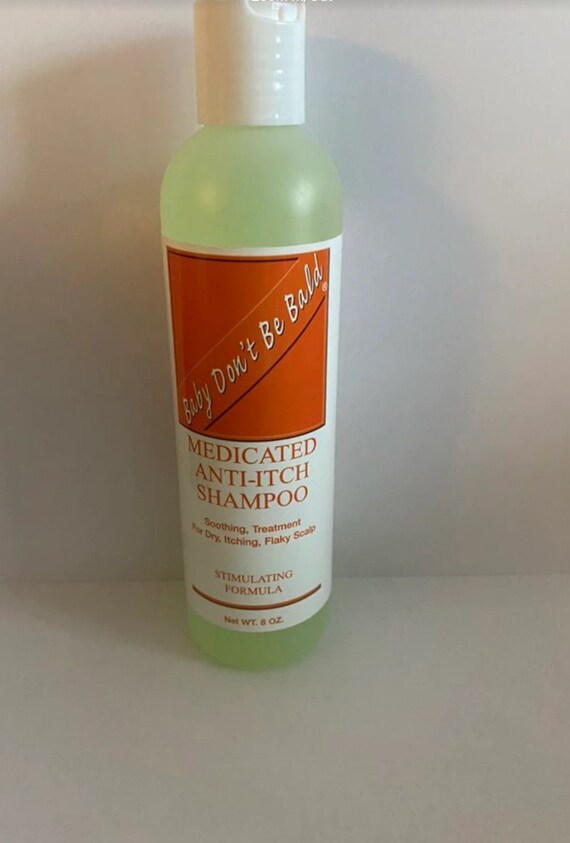 Baby Don't Be Bald®
MEDICATED
ANTI-ITCH
SHAMPOO
Soothing, Treatment
For Dry, Itching, Flaky Scalp
STIMULATING
FORMULA
Net WT. 8 OZ.